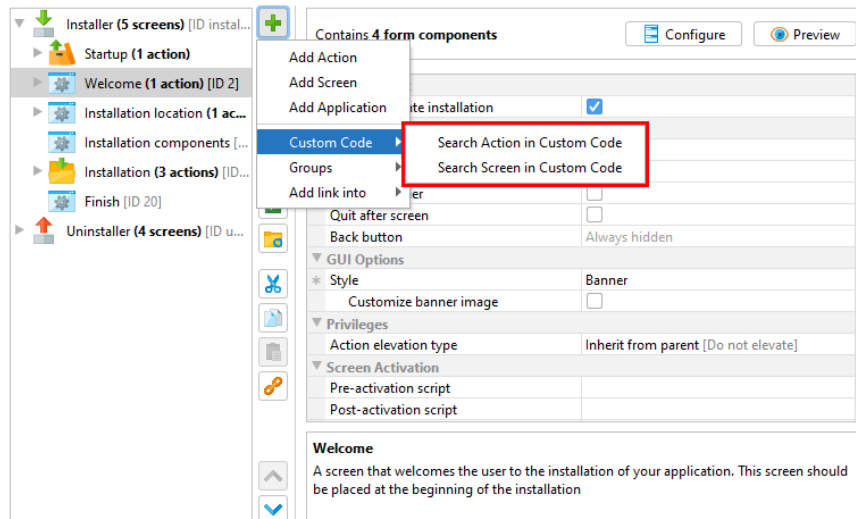 Installer (5 screens) [ID instal...
Startup (1 action)
Welcome (1 action) [ID 2]
Installation location (1 ac...
Installation components [...
Installation (3 actions) [ID...
Finish [ID 20]
Uninstaller (4 screens) [ID u...
Add Action
Add Screen
Add Application
Custom Code
Groups
Add link into
Search Action in Custom Code
Search Screen in Custom Code
Contains 4 form components
Configure
Preview
installation
Quit after screen
Back button
Always hidden
GUI Options
Style
Banner
Customize banner image
Privileges
Action elevation type
Inherit from parent [Do not elevate]
Screen Activation
Pre-activation script
Post-activation script
Welcome
A screen that welcomes the user to the installation of your application. This screen should
be placed at the beginning of the installation